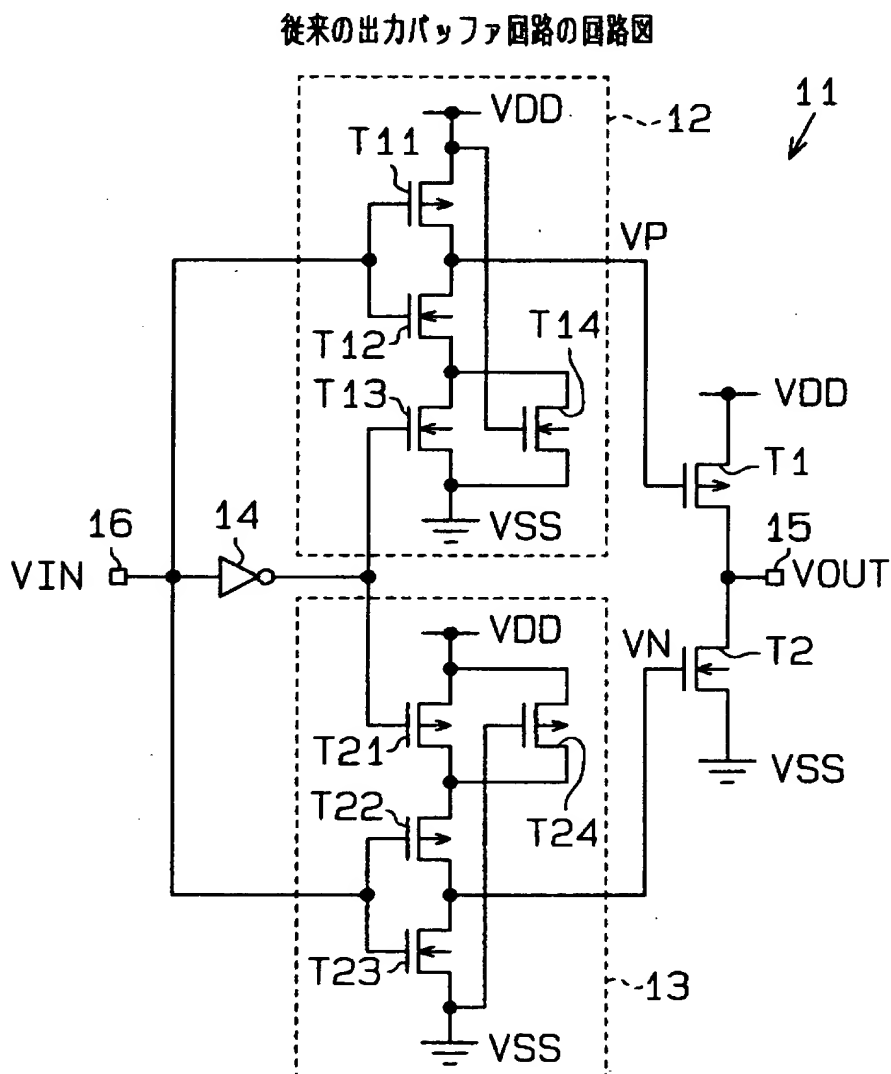 従来の出力バッファ回路の回路図
11
VDD
12
T11
VP
T12
T14
T13
VDD
T1
VSS
16
14
15
VIN
VOUT
VDD
VN
T2
T21
VSS
T22
T24
T23
13
VSS